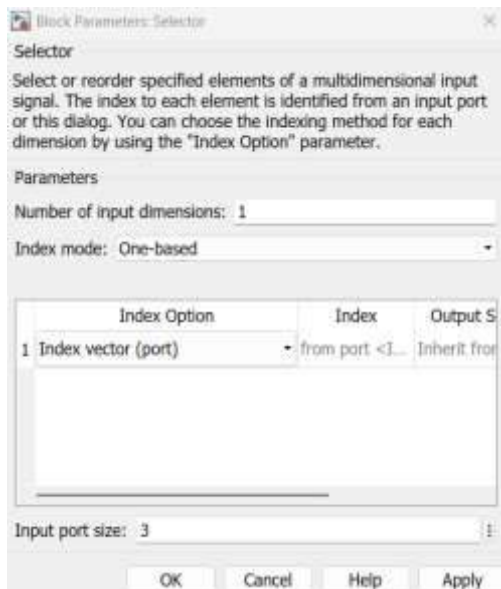 Block Parameters: Selector
Selector
Select or reorder specified elements of a multidimensional input
signal. The index to each element is identified from an input port
or this dialog. You can choose the indexing method for each
dimension by using the "Index Option" parameter.
Parameters
Number of input dimensions: 1
Index mode: One-based
Index Option Index Output S
1 Index vector (port) from port <I... Inherit fror
Input port size: 3
OK Cancel Help Apply